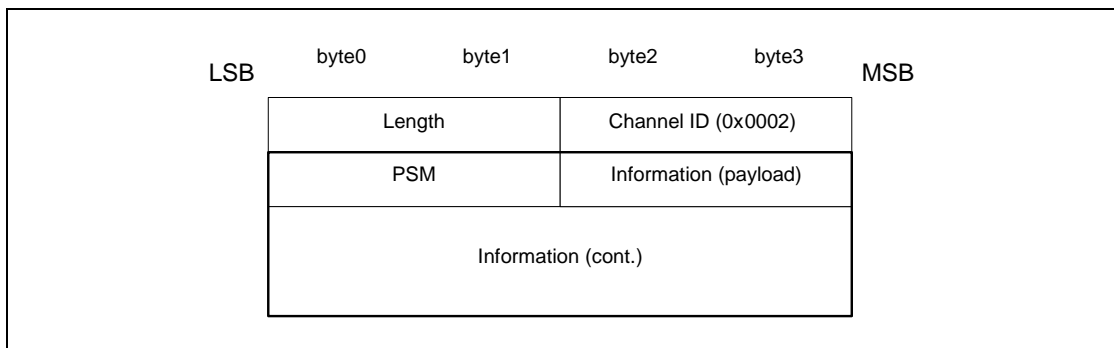 byte0 byte1 byte2 byte3
LSB MSB
Length Channel ID (0x0002)
PSM Information (payload)
Information (cont.)